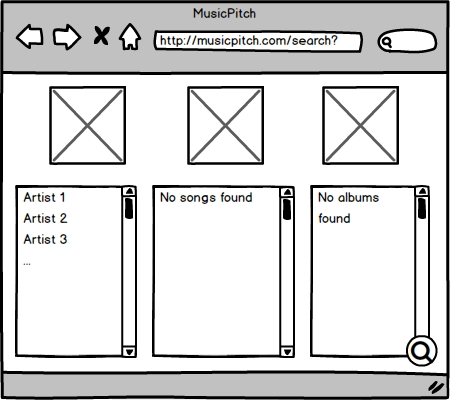 MusicPitch
http://musicpitch.com/search?
Artist 1
Artist 2
Artist 3
...
No songs found
No albums
found